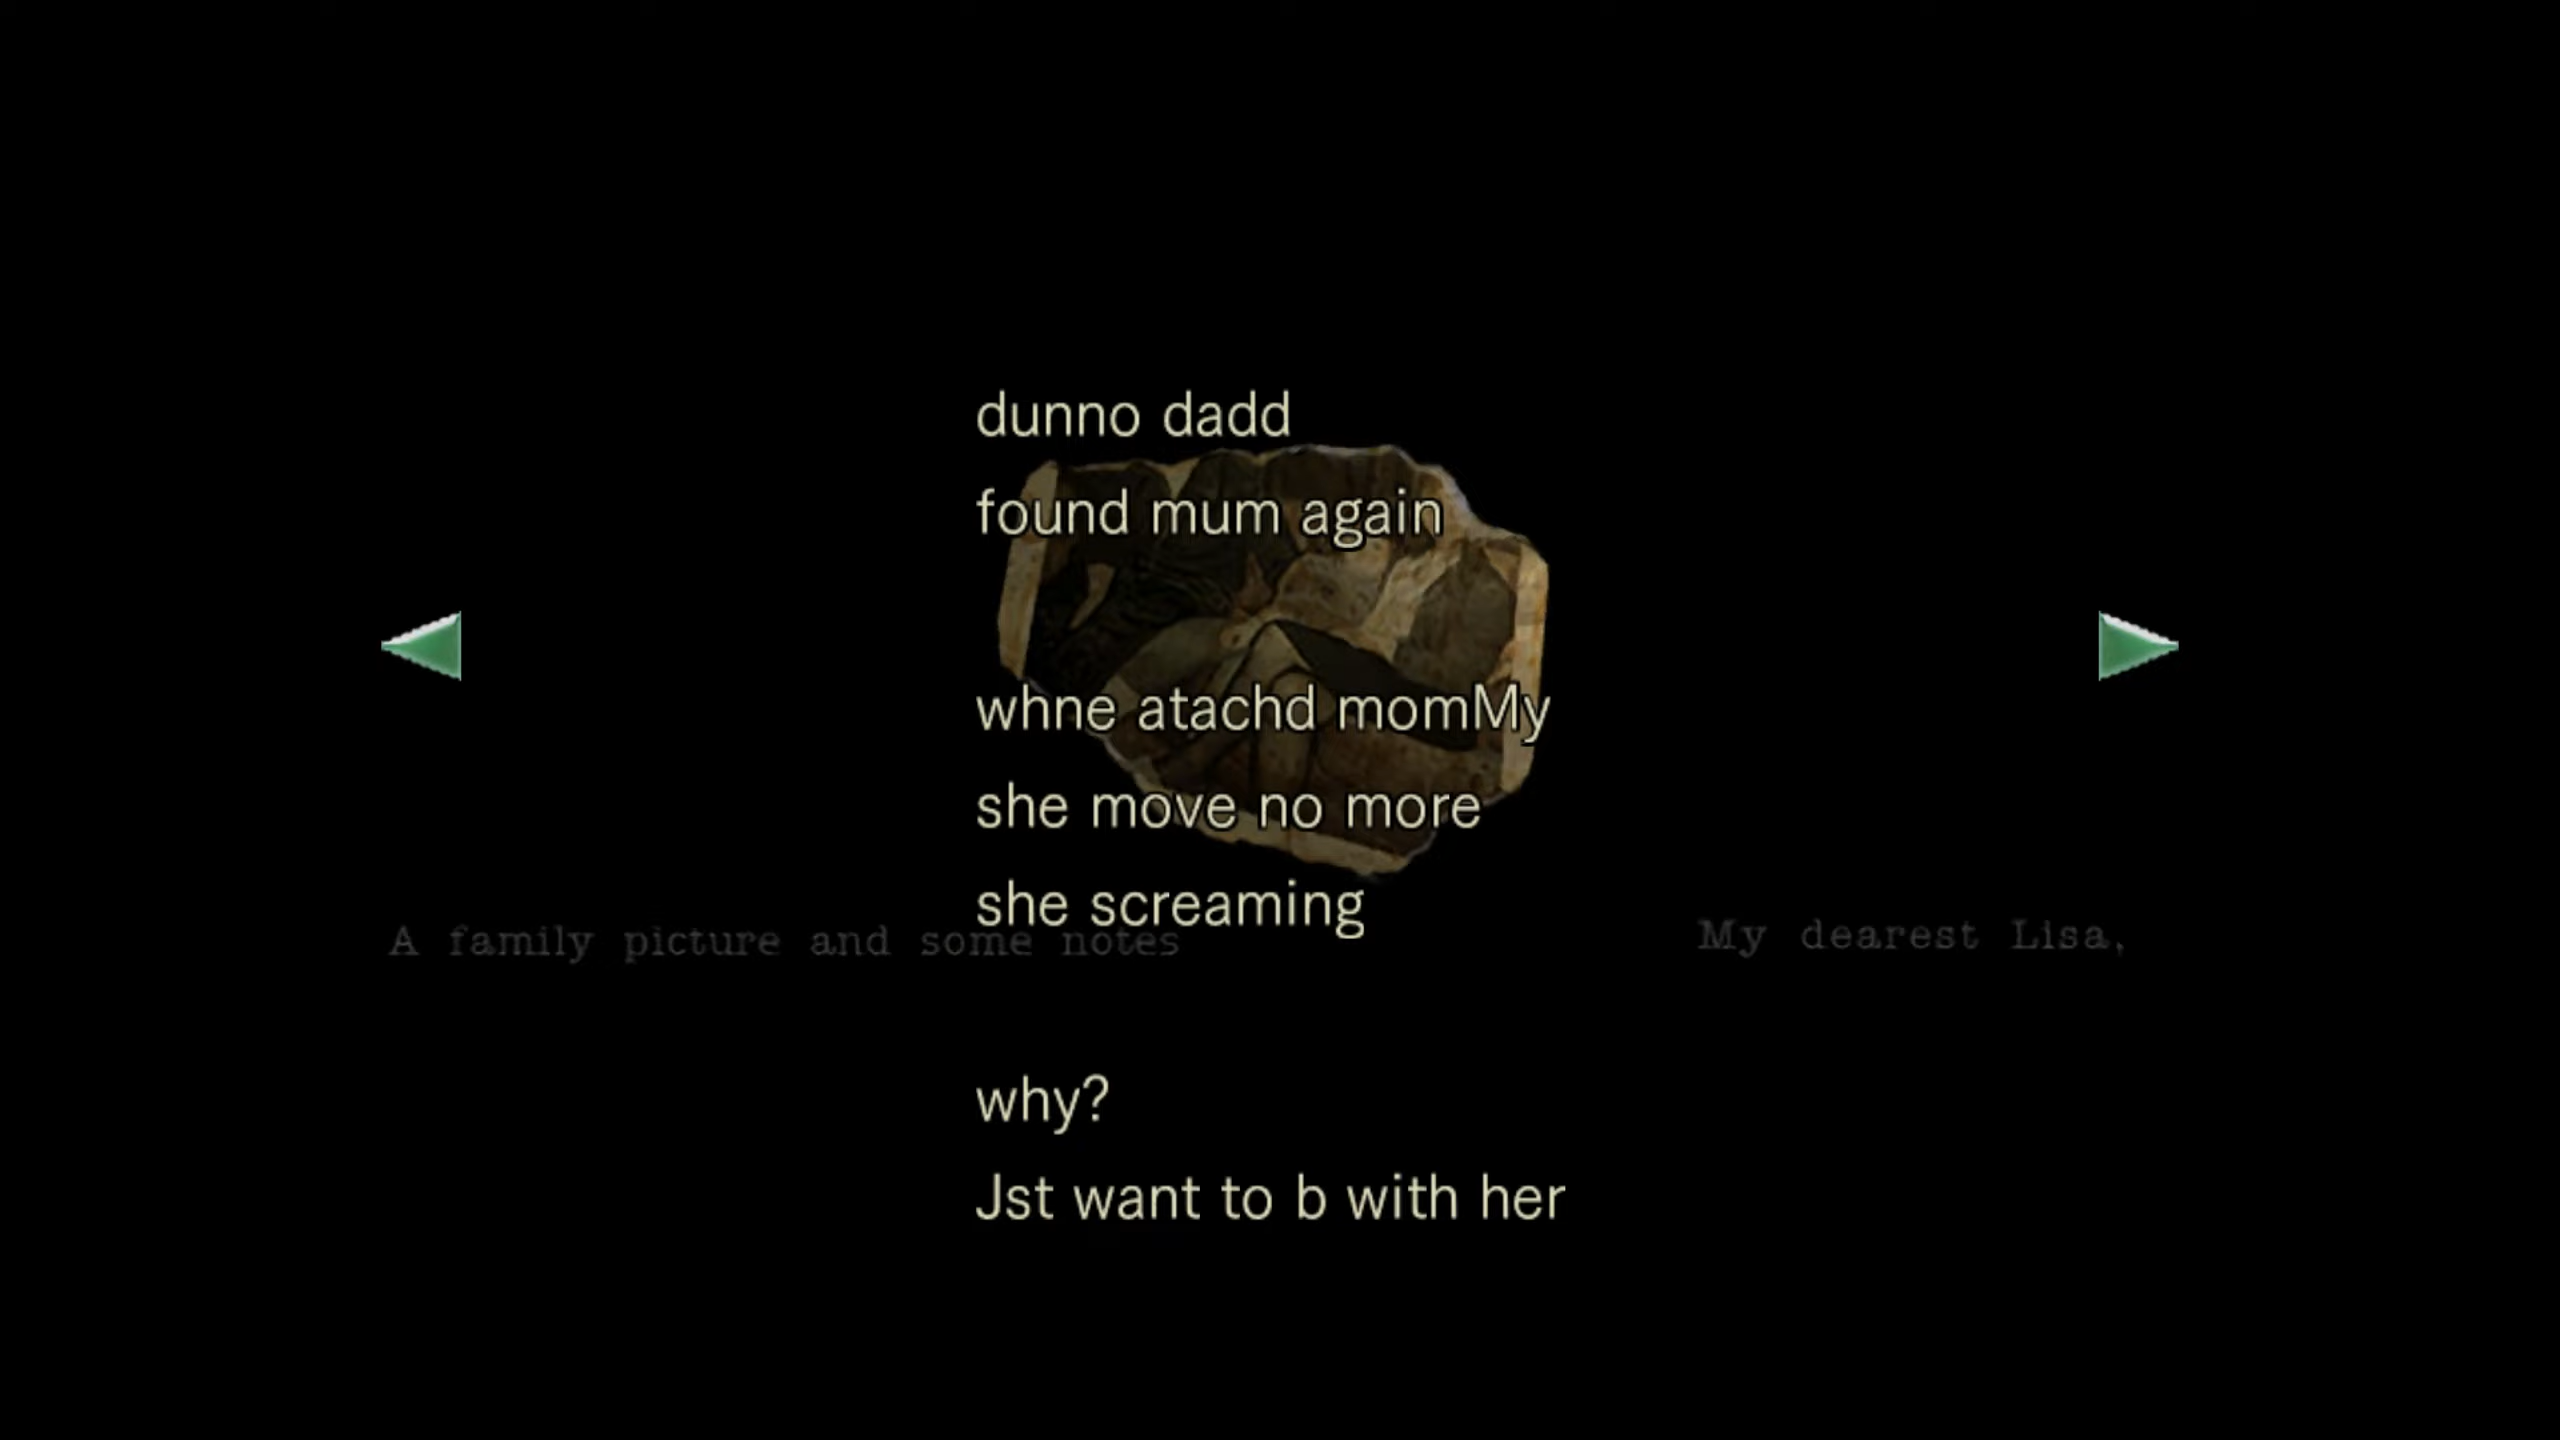 dunno dadd
found mum again
whne atachd momMy
she move no more
she screaming
A family picture and some notes
My dearest Lisa,
why?
Jst want to b with her